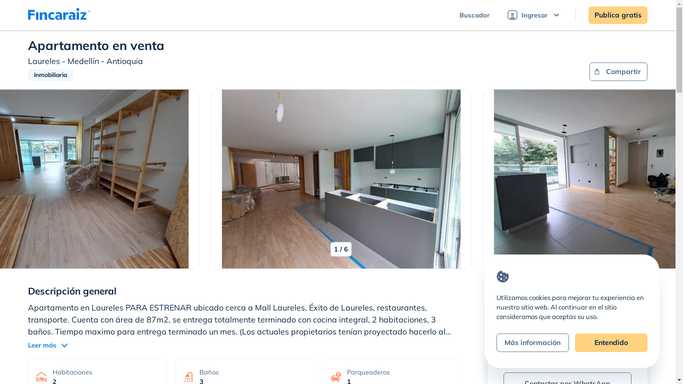 Fincaraiz
Buscador
Ingresar
Publica gratis
Apartamento en venta
Laureles - Medellín - Antioquia
Inmobiliaria
Compartir
1 / 6
Descripción general
Apartamento en Laureles PARA ESTRENAR ubicado cerca a Mall Laureles, Éxito de Laureles, restaurantes,
transporte. Cuenta con área de 87m2, se entrega totalmente terminado con cocina integral, 2 habitaciones, 3
baños. Tiempo maximo para entrega terminado un mes. (Los actuales propietarios tenían proyectado hacerlo al...
Leer más
Habitaciones
2
Baños
3
Parqueaderos
1
Utilizamos cookies para mejorar tu experiencia en
nuestro sitio web. Al continuar en el sitio
consideramos que aceptas su uso.
Más información
Entendido
Contactar por WhatsApp